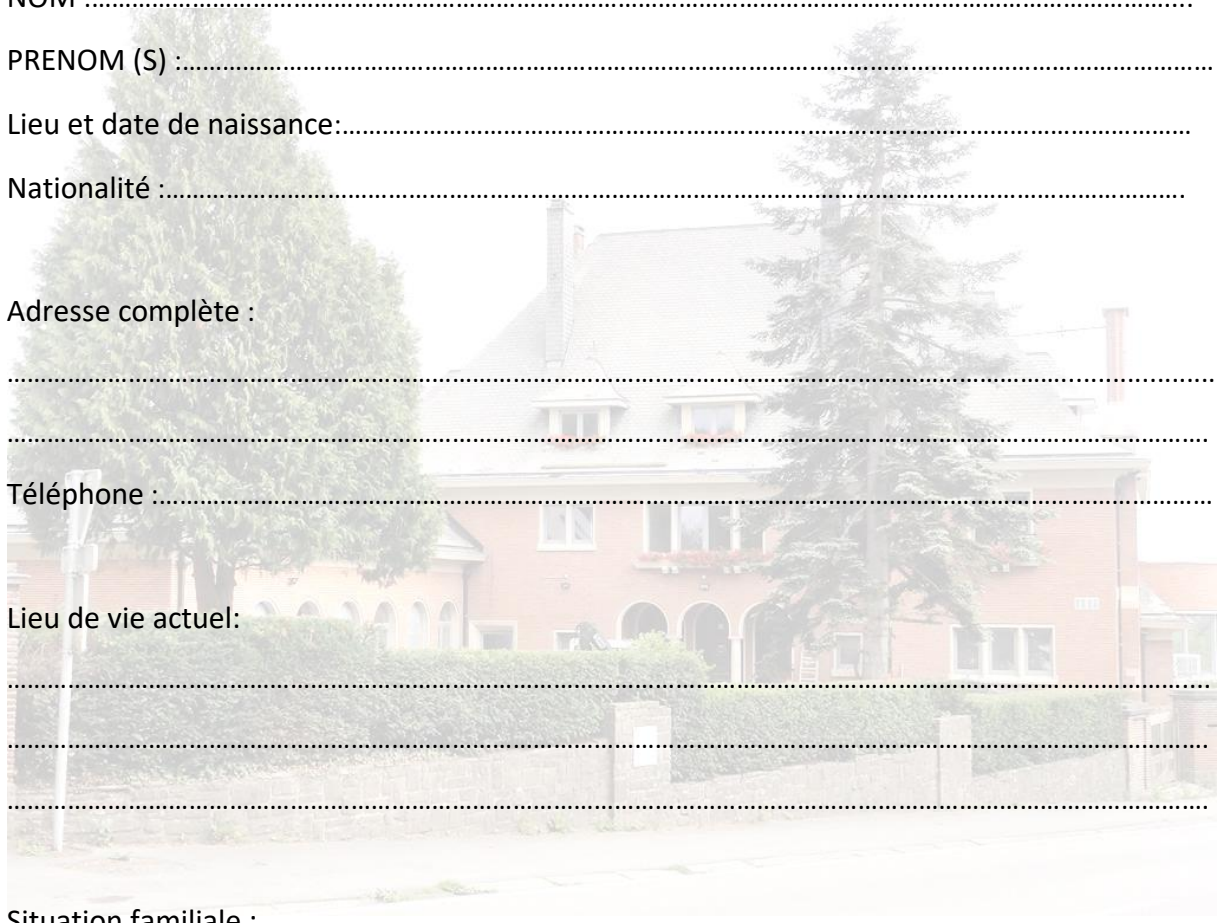 NOM :……………………………………………………………………………………………………………………....
PRENOM (S) :……………………………………………………………………………………………………………
Lieu et date de naissance:…………………………………………………………………………………………
Nationalité :…………………………………………………………………………………………………………….
Adresse complète :
…………………………………………………………………………………………………………………………………...
………………………………………………………………………………………………………………………………….
Téléphone :………………………………………………………………………………………………………………
Lieu de vie actuel:
…………………………………………………………………………………………………………………………………..
………………………………………………………………………………………………………………………………….
………………………………………………………………………………………………………………………………….
Situation familiale :